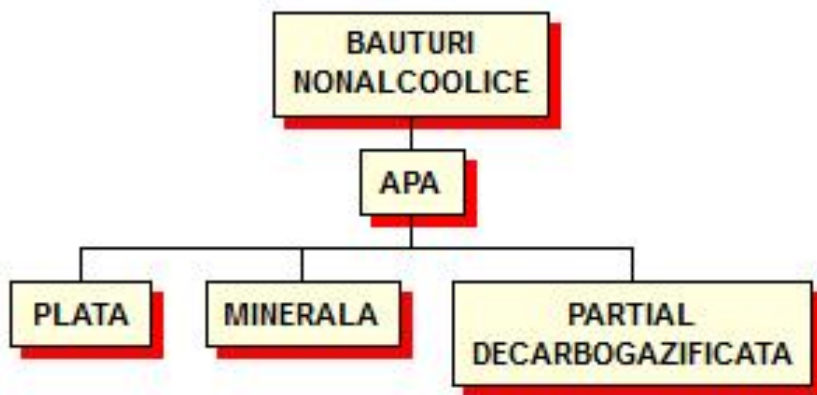 BAUTURI
NONALCOOLICE
APA
PLATA
MINERALA
PARTIAL
DECARBOGAZIFICATA